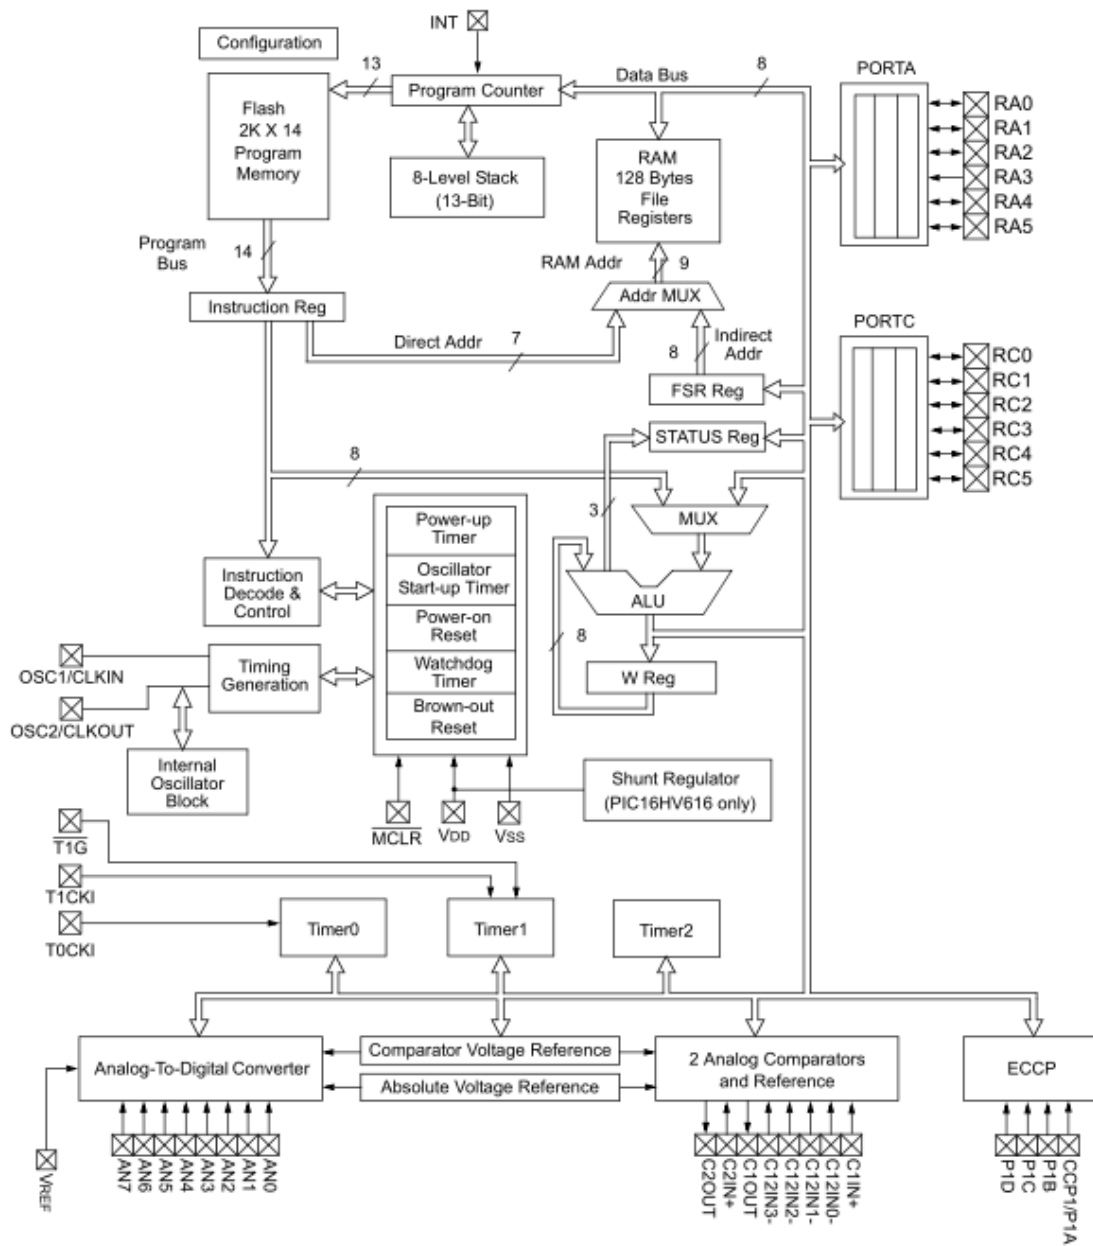 INT
Configuration
13
Program Counter
Data Bus
8
PORTA
Flash
2K X 14
Program
Memory
8-Level Stack
(13-Bit)
RAM
128 Bytes
File
Registers
RA0
RA1
RA2
RA3
RA4
RA5
Program
Bus
14
RAM Addr
9
Addr MUX
Instruction Reg
Direct Addr
7
8
Indirect
Addr
FSR Reg
PORTC
RC0
RC1
RC2
RC3
RC4
RC5
STATUS Reg
8
3
MUX
Power-up
Timer
Oscillator
Start-up Timer
Power-on
Reset
Watchdog
Timer
Brown-out
Reset
Instruction
Decode &
Control
ALU
8
W Reg
OSC1/CLKIN
Timing
Generation
OSC2/CLKOUT
Internal
Oscillator
Block
Shunt Regulator
(PIC16HV616 only)
MCLR
VDD
VSS
T1G
T1CKI
T0CKI
Timer0
Timer1
Timer2
Analog-To-Digital Converter
Comparator Voltage Reference
Absolute Voltage Reference
2 Analog Comparators
and Reference
ECCP
VREF
AN7
AN6
AN5
AN4
AN3
AN2
AN1
AN0
C2OUT
C2IN+
C1OUT
C12IN3-
C12IN2-
C12IN1-
C12IN0-
C1IN+
P1D
P1C
P1B
CCP1/P1A